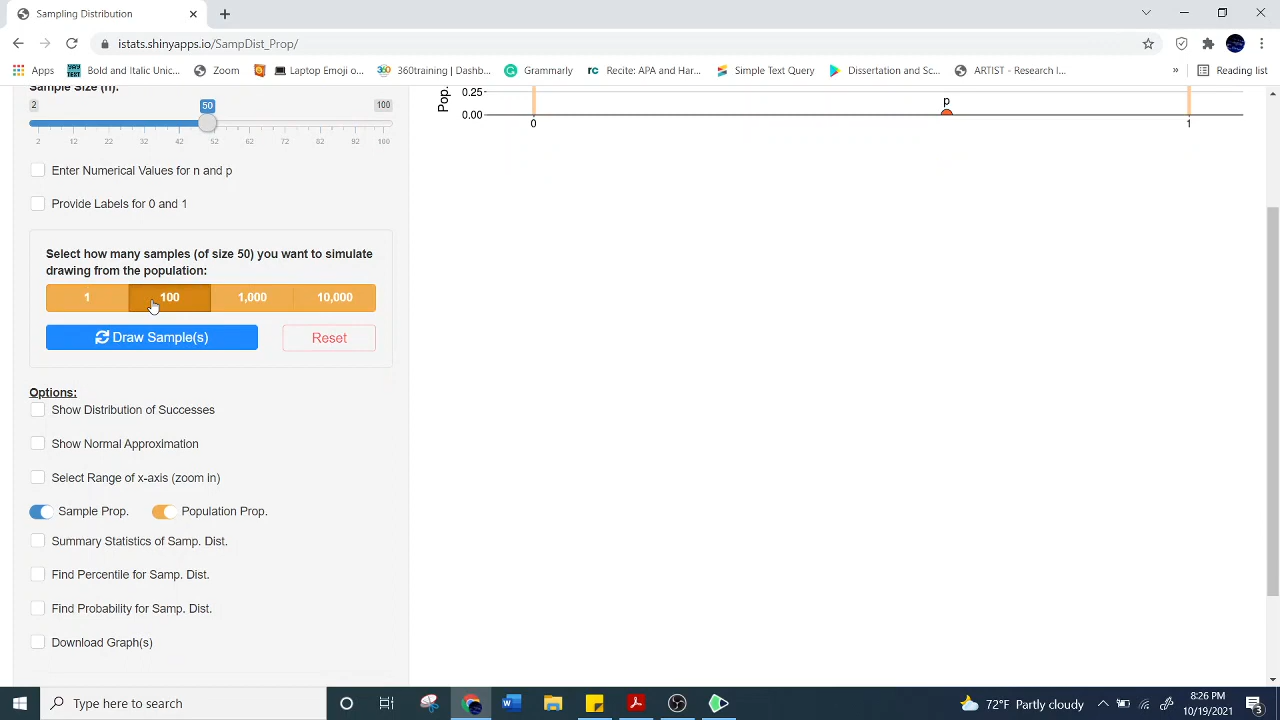 Sampling Distribution
istats.shinyapps.io/SampDist_Prop/
Apps
VERY TEXT
Bold and Italic Unic...
Zoom
Laptop Emoji o...
360training | Dashb...
Grammarly
rc Recite: APA and Har...
Simple Text Query
Dissertation and Sc...
ARTIST - Research I...
»
Reading list
Sample Size (n):
2 50 100
2 12 22 32 42 52 62 72 82 92 100
Enter Numerical Values for n and p
Provide Labels for 0 and 1
Select how many samples (of size 50) you want to simulate
drawing from the population:
1 100 1,000 10,000
Draw Sample(s) Reset
Options:
Show Distribution of Successes
Show Normal Approximation
Select Range of x-axis (zoom in)
Sample Prop. Population Prop.
Summary Statistics of Samp. Dist.
Find Percentile for Samp. Dist.
Find Probability for Samp. Dist.
Download Graph(s)
Pop.
0.25
0.00
p
0 1
Type here to search
72°F Partly cloudy
8:26 PM
10/19/2021
3